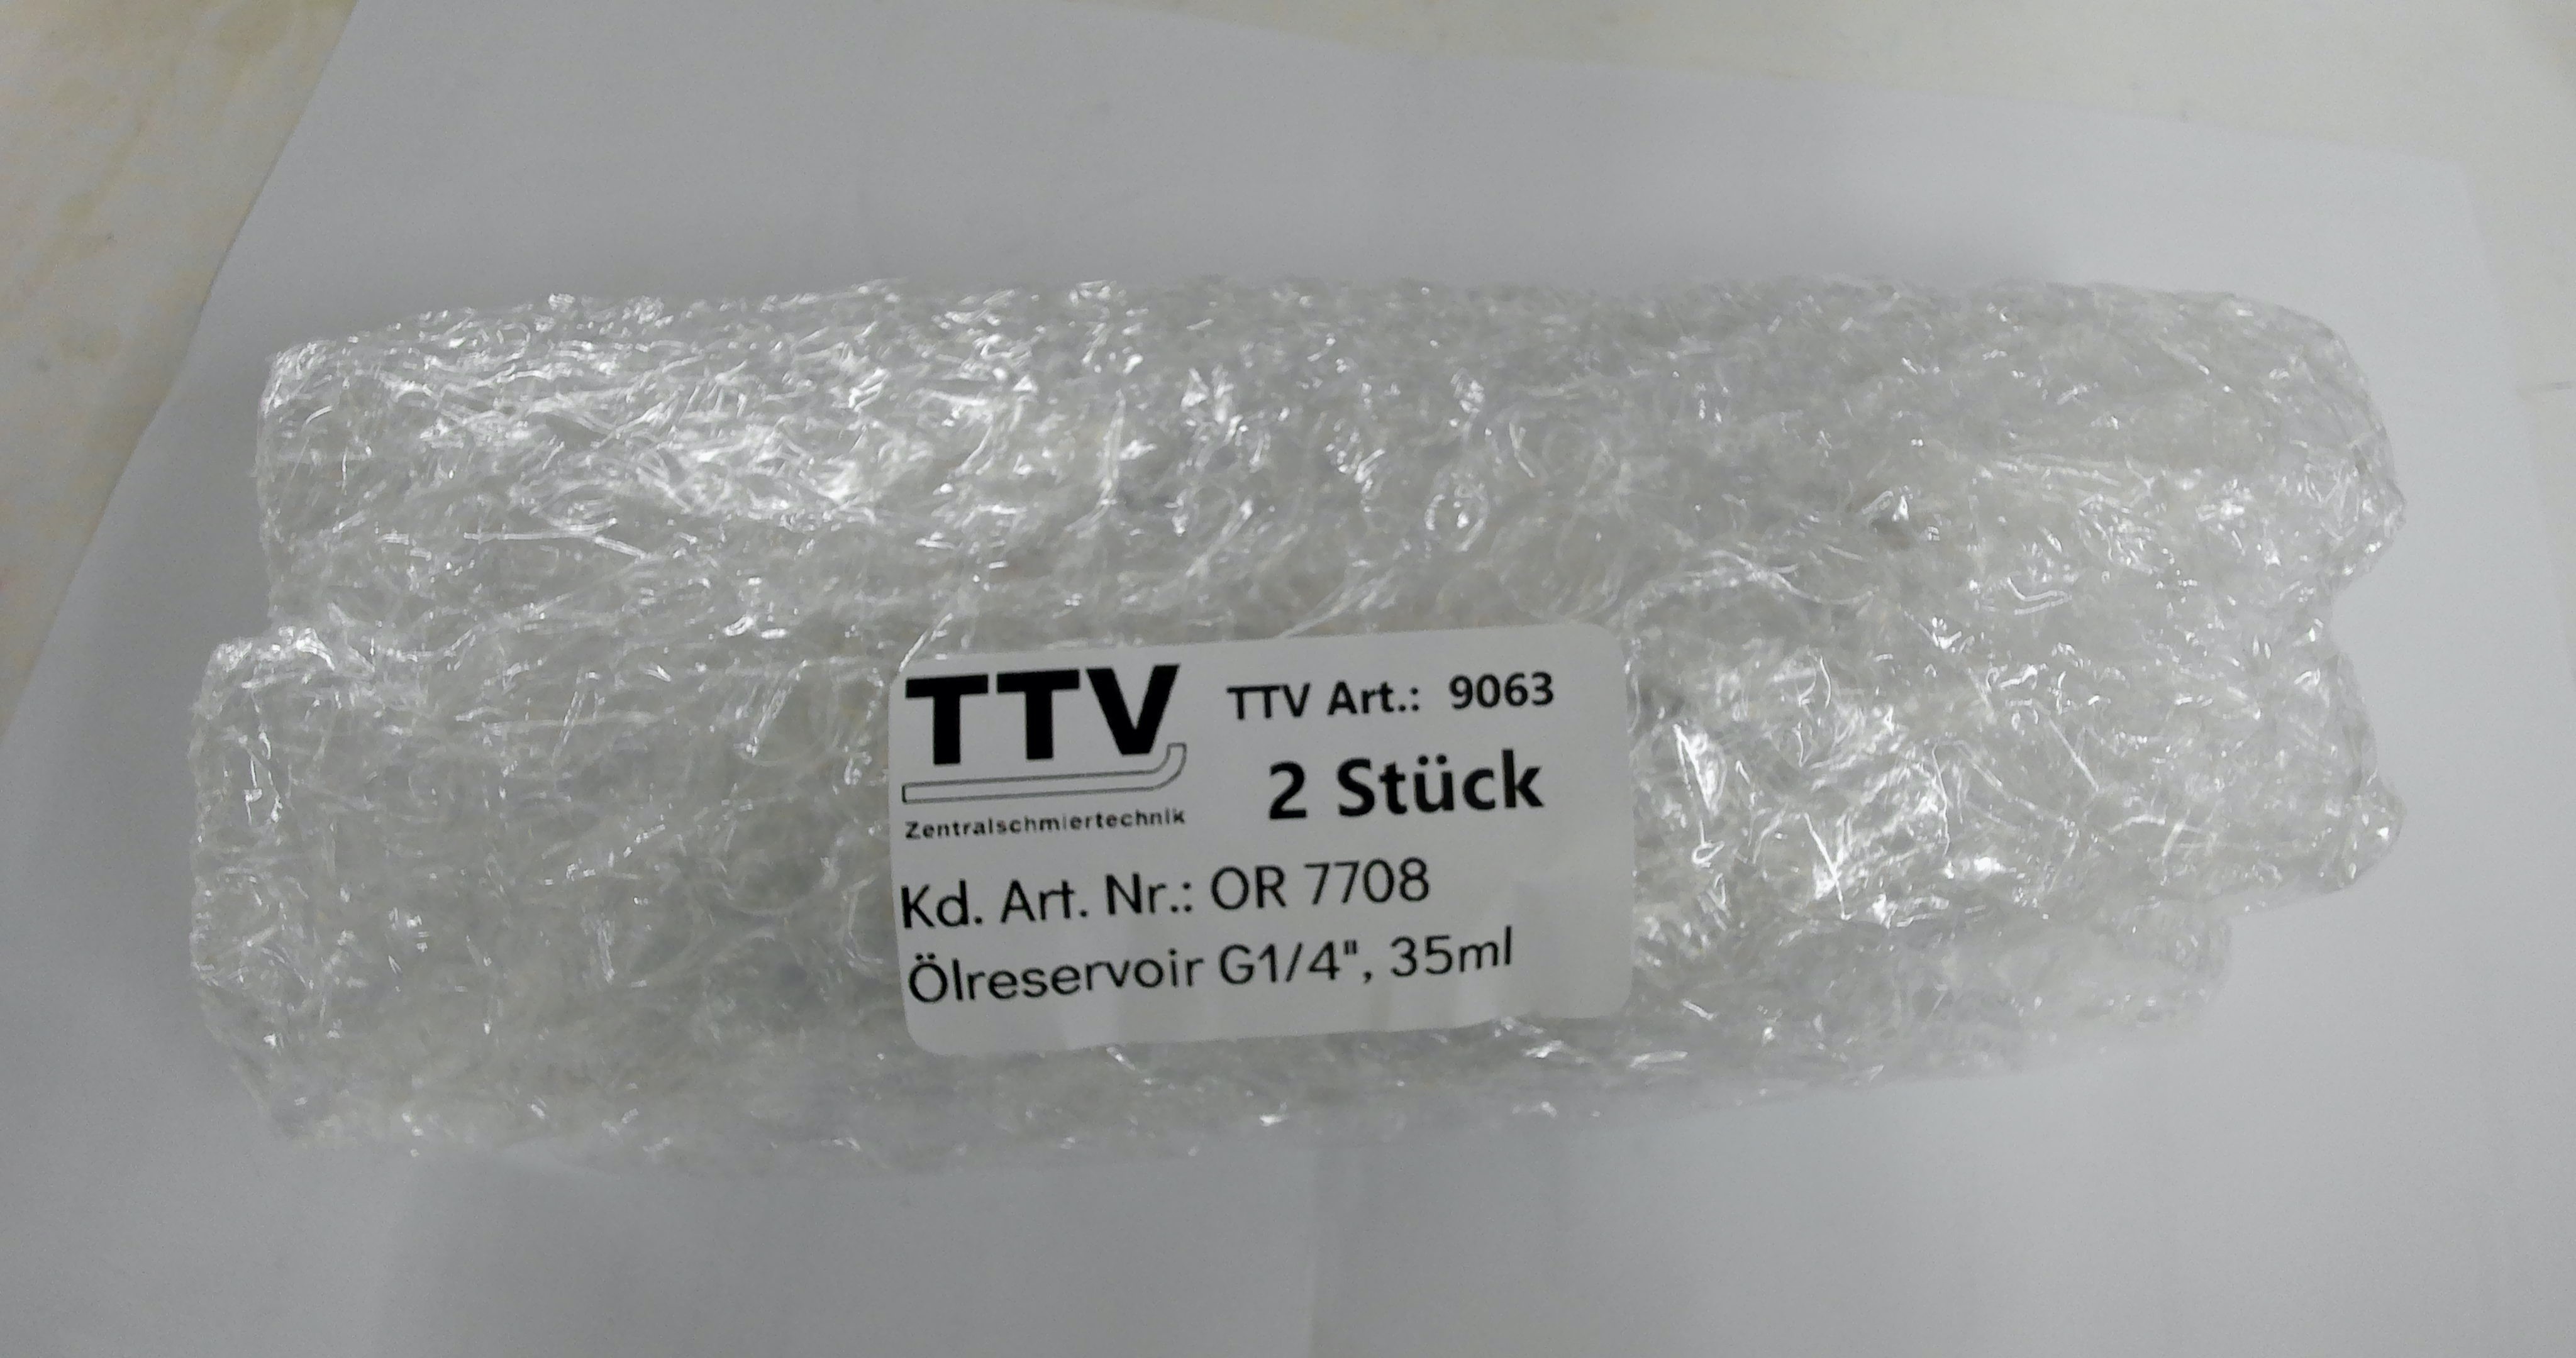 TTV
Zentralschmiertechnik
TTV Art.: 9063
2 Stück
Kd. Art. Nr.: OR 7708
Ölreservoir G1/4", 35ml